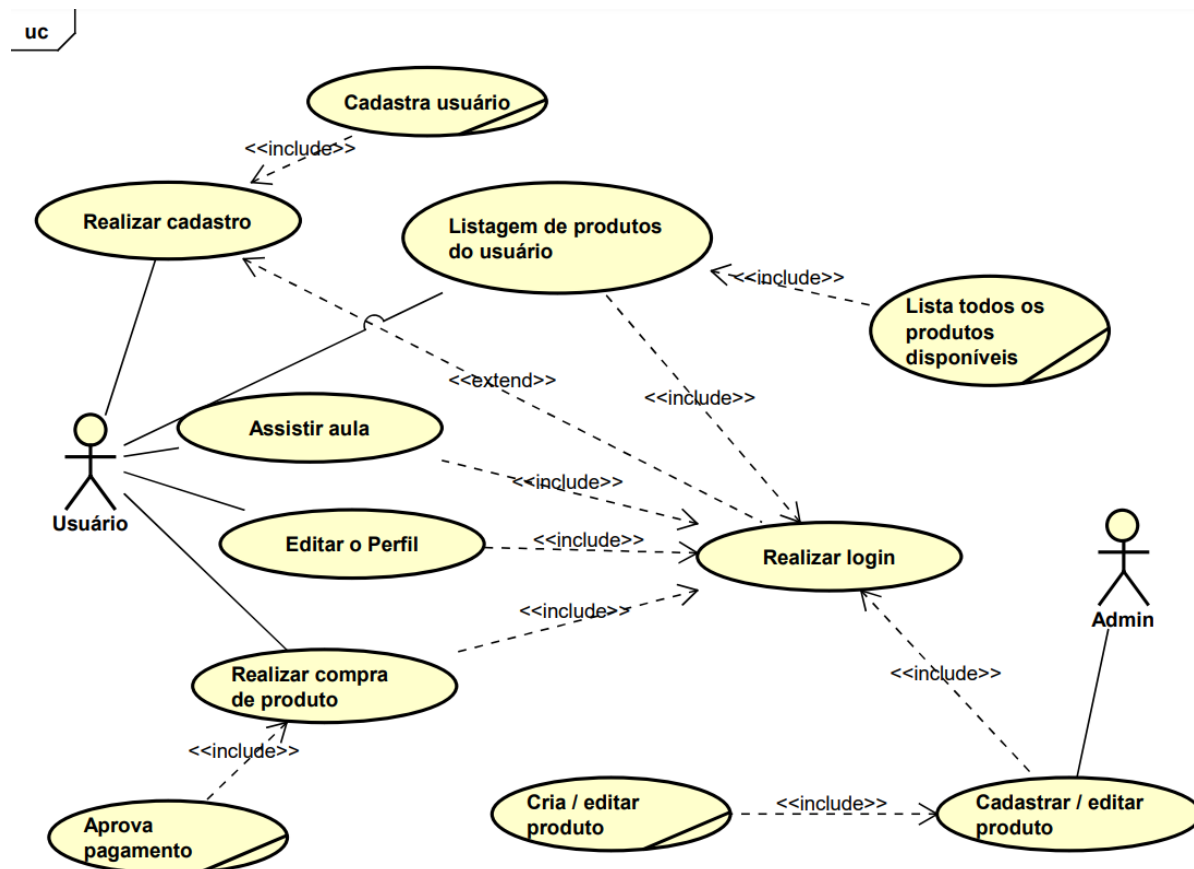 uc
Cadastra usuário
<<include>>
Realizar cadastro
Listagem de produtos
do usuário
<<include>>
Lista todos os
produtos
disponíveis
<<extend>>
<<include>>
Assistir aula
<<include>>
Usuário
Editar o Perfil
<<include>>
Realizar login
<<include>>
Admin
Realizar compra
de produto
<<include>>
<<include>>
Aprova
pagamento
Cria / editar
produto
<<include>>
Cadastrar / editar
produto